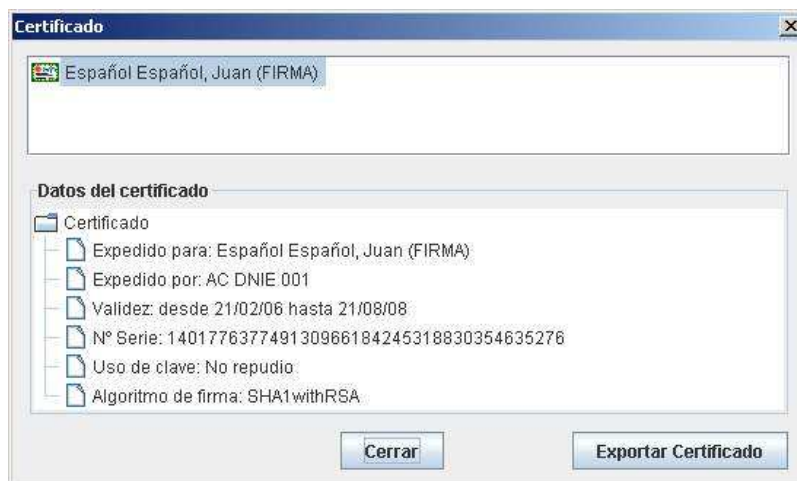 Certificado
Español Español, Juan (FIRMA)
Datos del certificado
Certificado
Expedido para: Español Español, Juan (FIRMA)
Expedido por: AC DNIE 001
Validez: desde 21/02/06 hasta 21/08/08
Nº Serie: 140177637749130966184245318830354635276
Uso de clave: No repudio
Algoritmo de firma: SHA1withRSA
Cerrar
Exportar Certificado